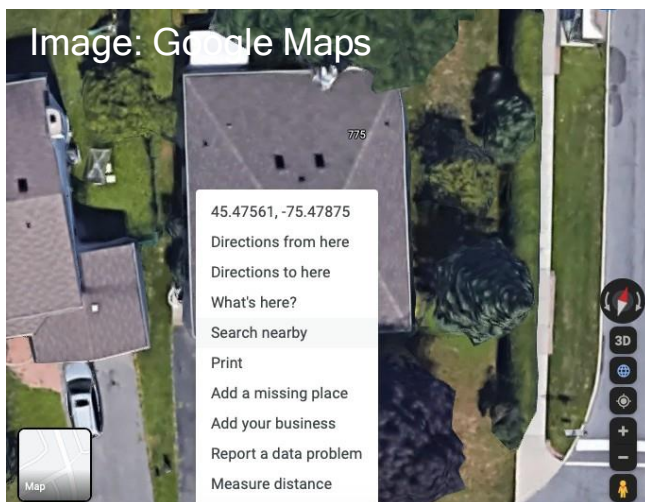 Image: Google Maps
775
45.47561, -75.47875
Directions from here
Directions to here
What's here?
Search nearby
Print
Add a missing place
Add your business
Report a data problem
Measure distance
3D
+
−
Map